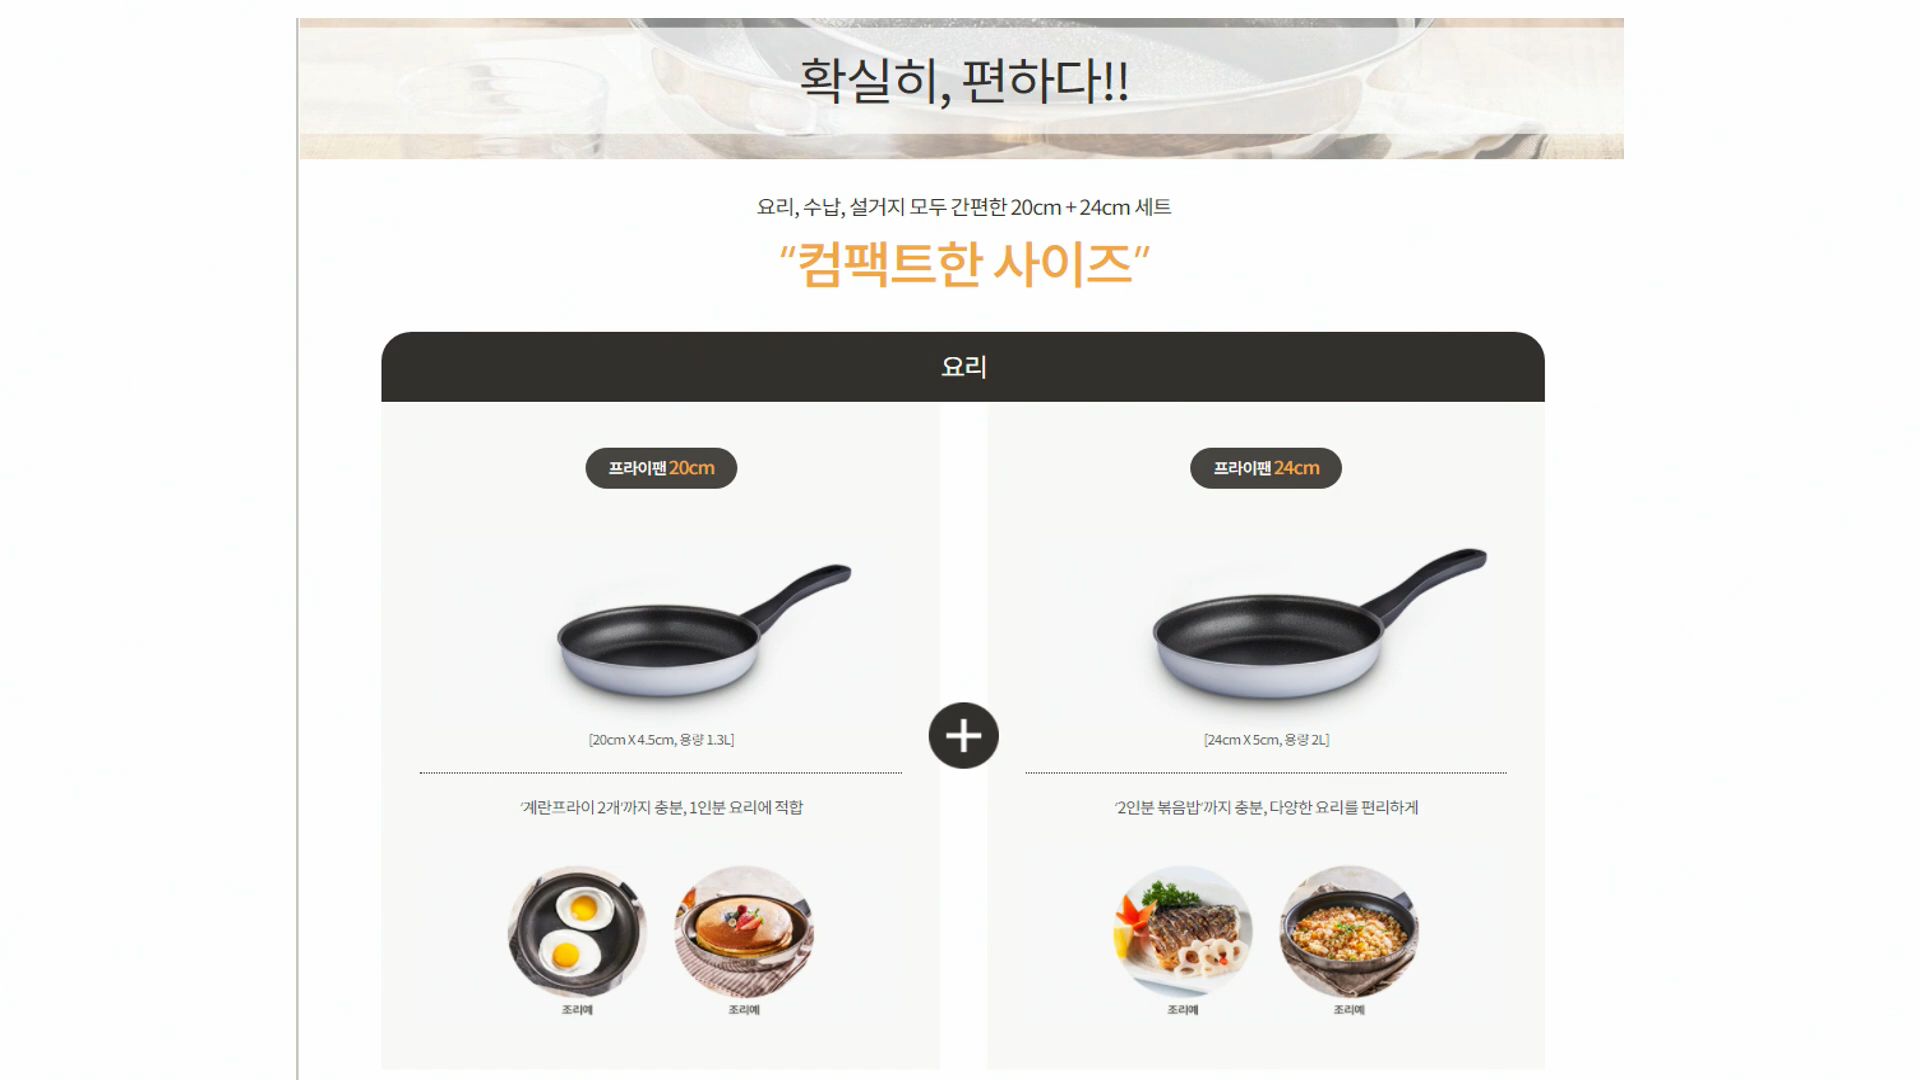 확실히, 편하다!!
요리, 수납, 설거지 모두 간편한 20cm + 24cm 세트
"컴팩트한 사이즈"
요리
프라이팬 20cm
[20cm X 4.5cm, 용량 1.3L]
'계란프라이 2개'까지 충분, 1인분 요리에 적합
조리예
조리예
프라이팬 24cm
[24cm X 5cm, 용량 2L]
'2인분 볶음밥'까지 충분, 다양한 요리를 편리하게
조리예
조리예